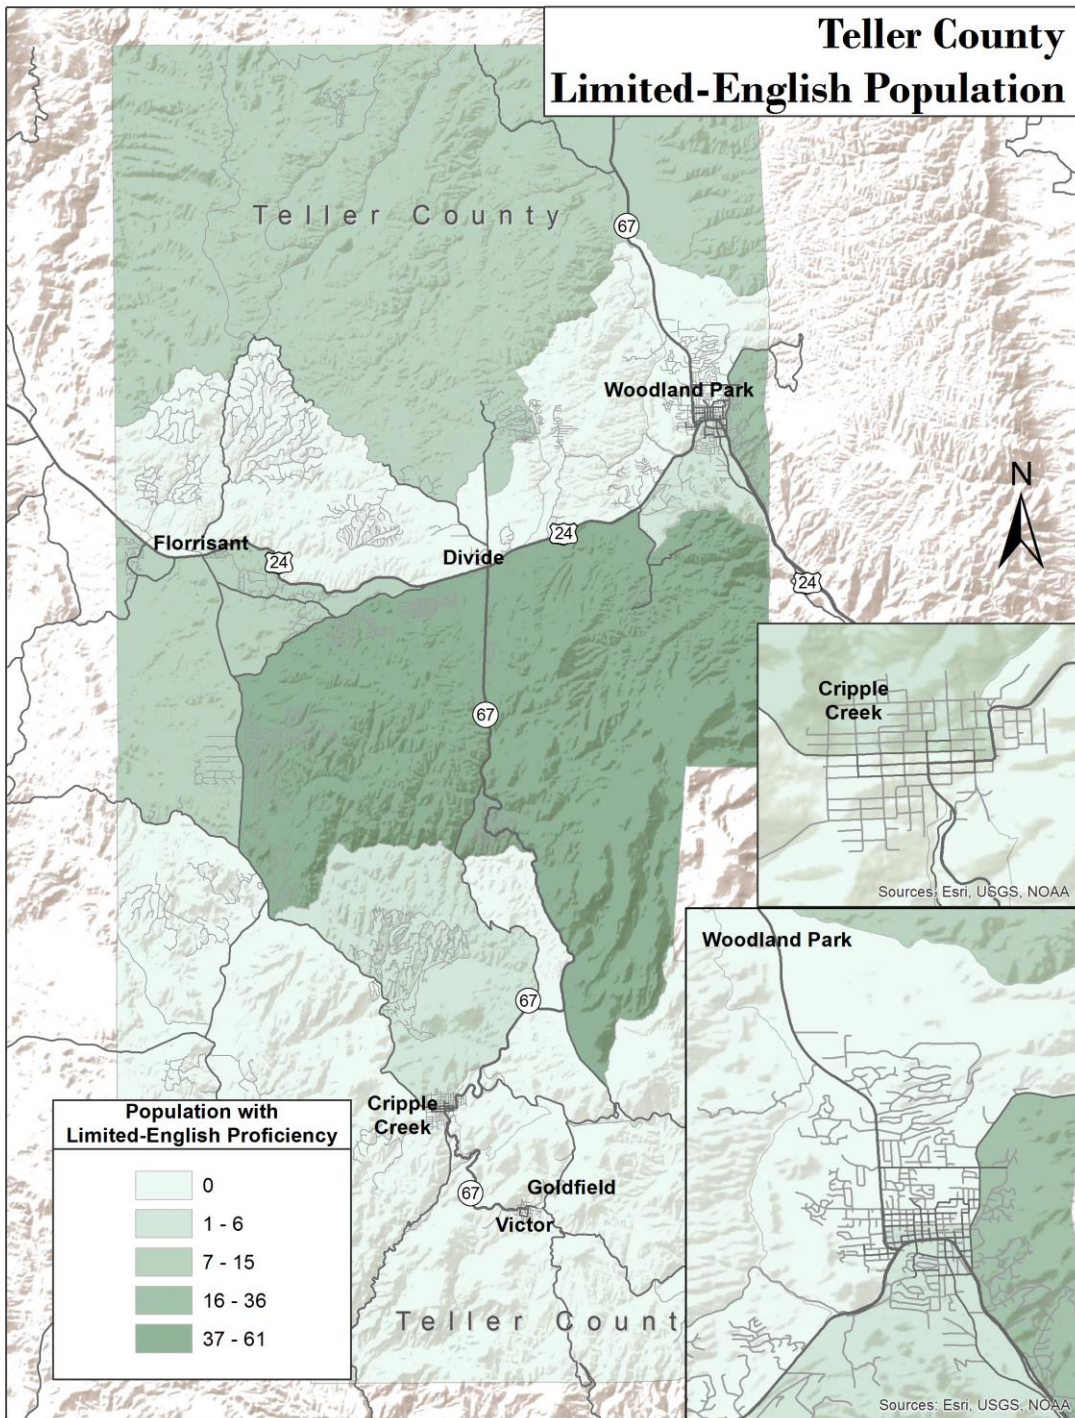 Teller County
Limited-English Population
Teller County
67
Woodland Park
N
Florrisant
24
Divide
24
24
67
Cripple
Creek
Sources: Esri, USGS, NOAA
Woodland Park
67
Cripple
Creek
67
Goldfield
Victor
Teller Count
Population with
Limited-English Proficiency
0
1 - 6
7 - 15
16 - 36
37 - 61
Sources: Esri, USGS, NOAA